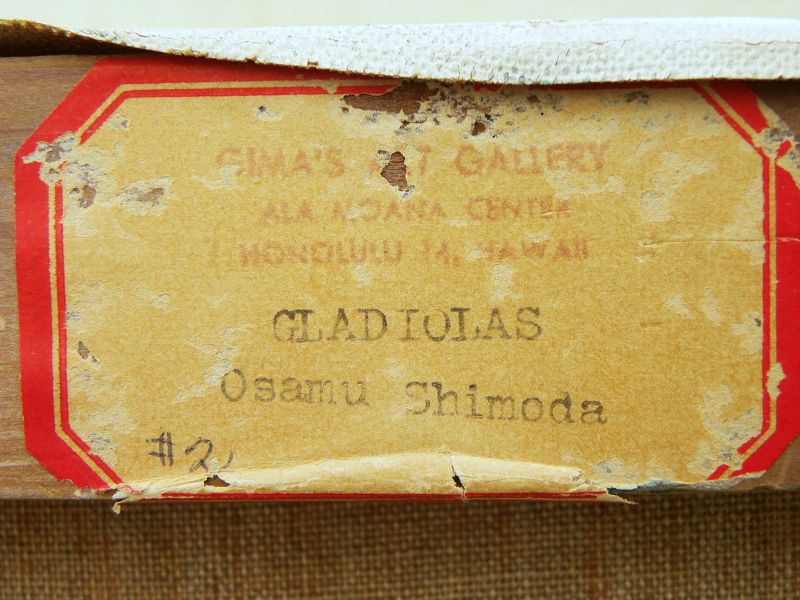 GIMA'S ART GALLERY
ALA MOANA CENTER
HONOLULU 14, HAWAII
GLADIOLAS
Osamu Shimoda
#2